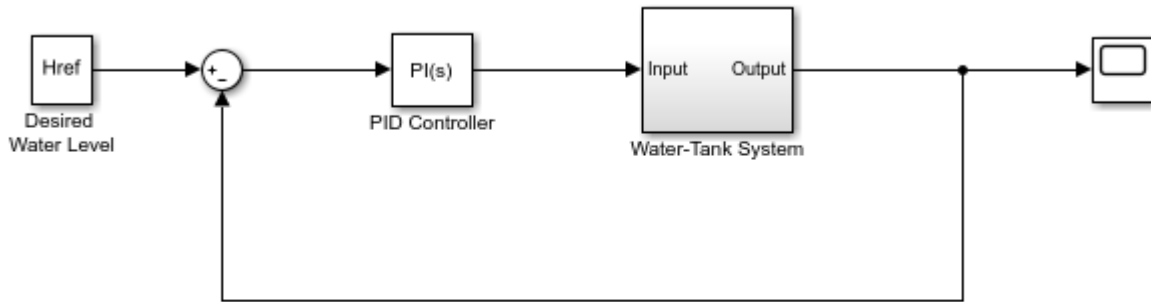 Href
Desired
Water Level
+
−
PI(s)
PID Controller
Input
Output
Water-Tank System